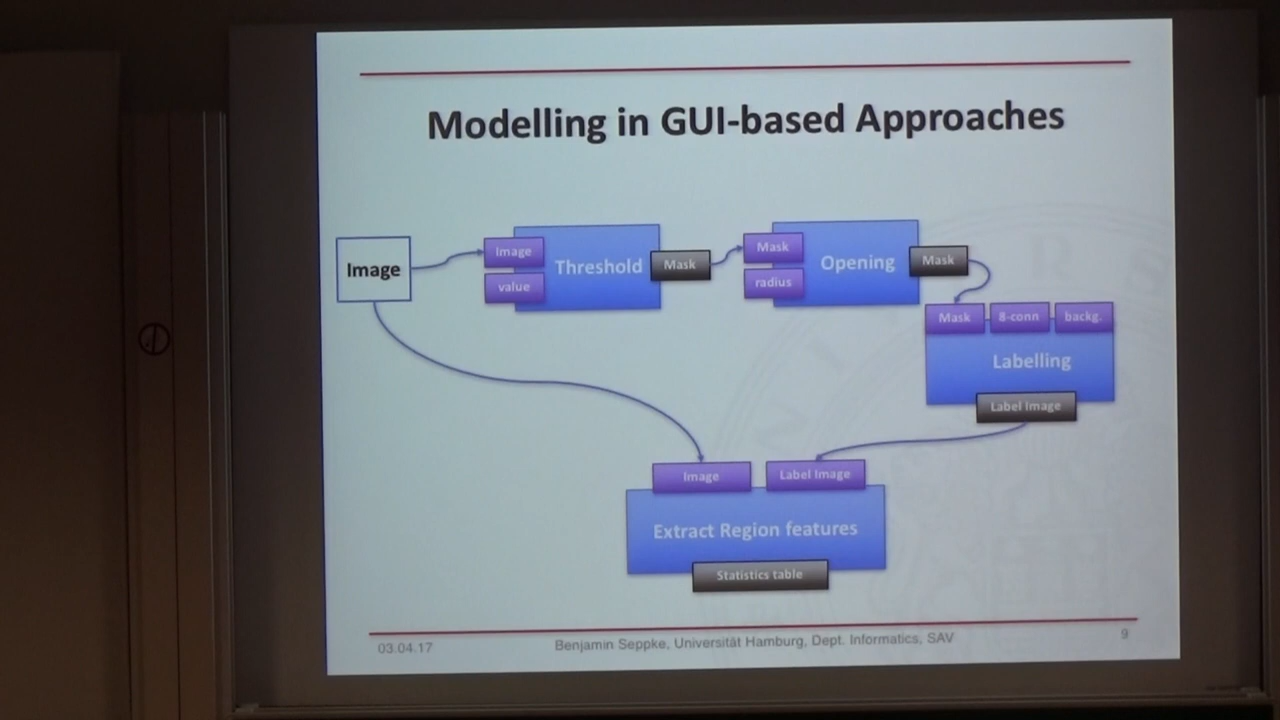 Modelling in GUI-based Approaches
Image
Image
value
Threshold
Mask
Mask
radius
Opening
Mask
Mask
8-conn
backg.
Labelling
Label Image
Image
Label Image
Extract Region features
Statistics table
03.04.17
Benjamin Seppke, Universität Hamburg, Dept. Informatics, SAV
9